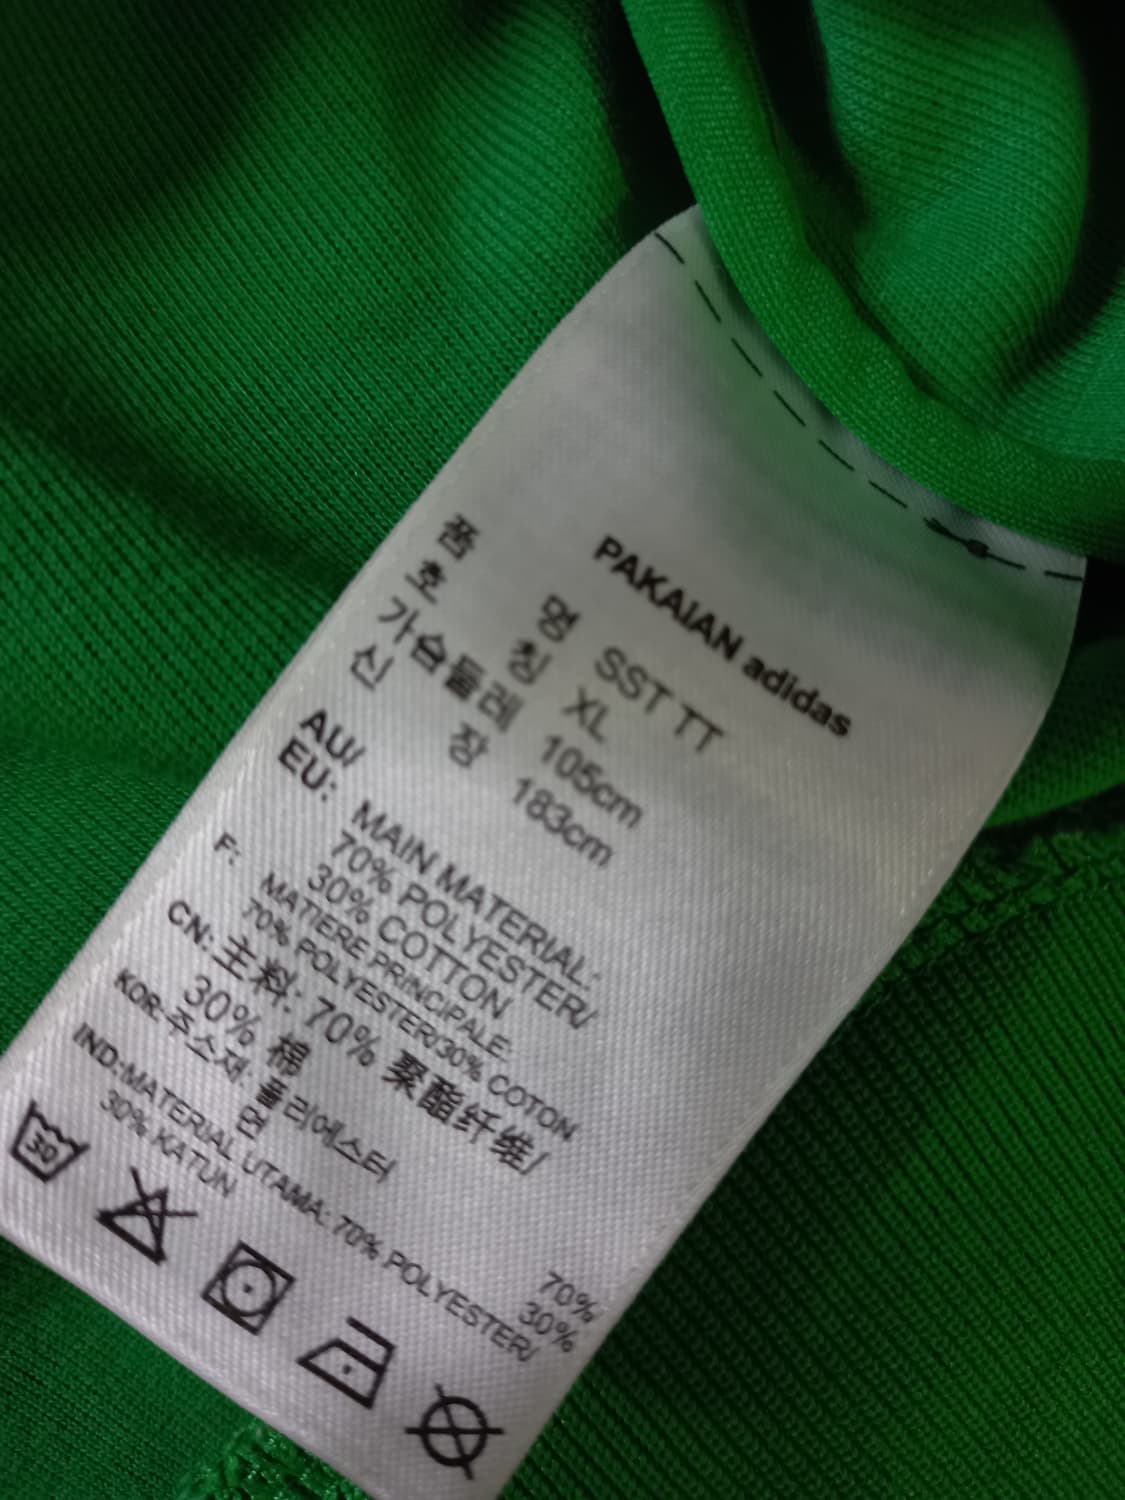 PAKAIAN adidas
품 명 SST TT
호 칭 XL
가슴둘레 105cm
신 장 183cm
AU/
EU: MAIN MATERIAL:
70% POLYESTER/
30% COTTON
F: MATIERE PRINCIPALE:
70% POLYESTER/30% COTON
CN: 主料: 70% 聚酯纤维/
30% 棉
KOR: 주소재: 폴리에스터 70%
면 30%
IND.:MATERIAL UTAMA: 70% POLYESTER/
30% KATUN
30